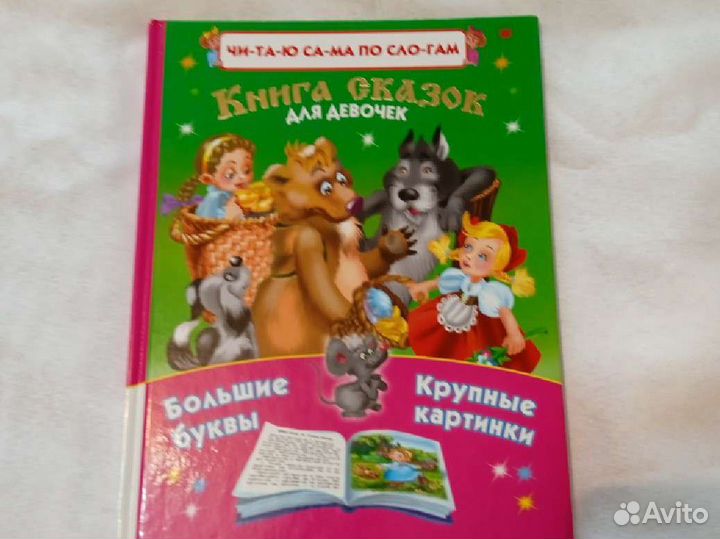 ЧИ-ТА-Ю СА-МА ПО СЛО-ГАМ
Книга сказок
ДЛЯ ДЕВОЧЕК
Большие
буквы
Крупные
картинки
Avito